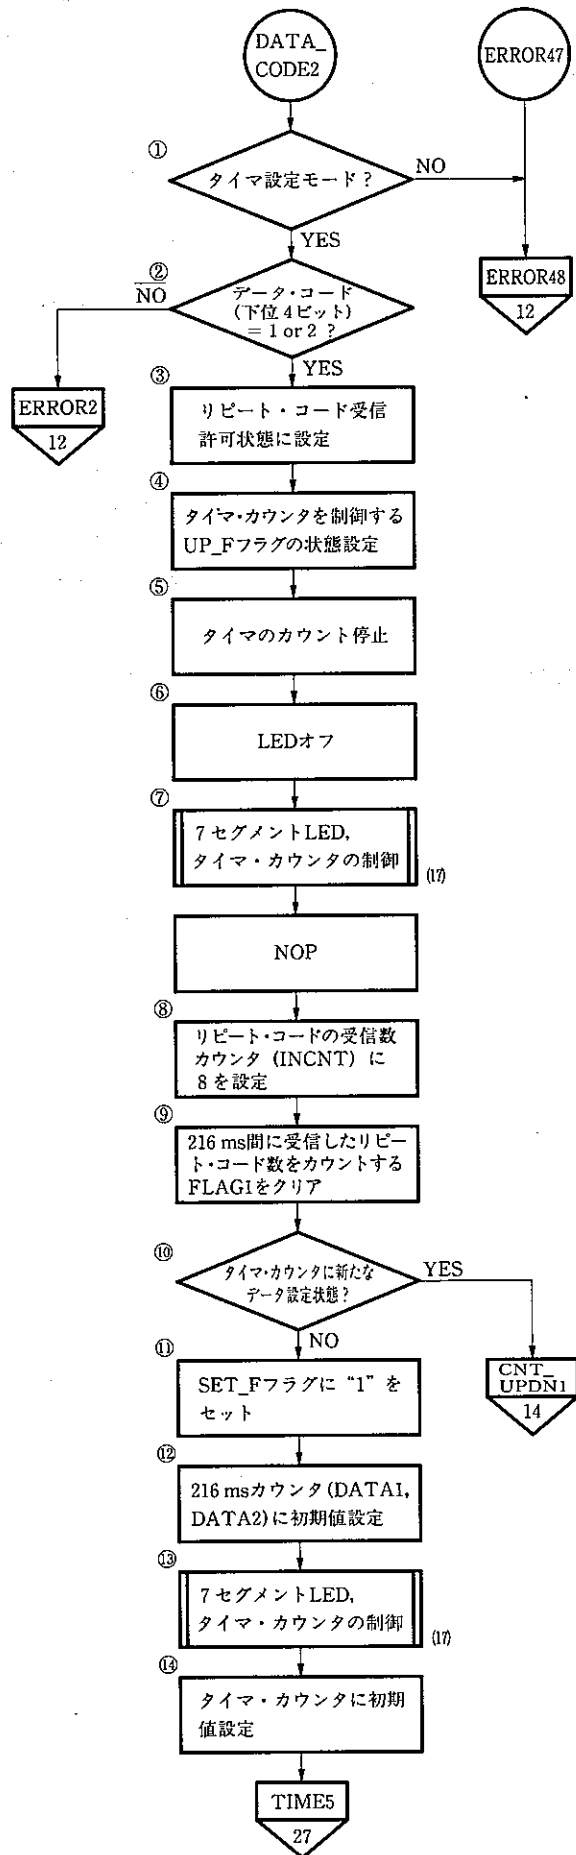 DATA_
CODE2
ERROR47
①
タイマ設定モード?
NO
YES
ERROR48
12
②
NO
データ・コード
(下位4ビット)
= 1 or 2 ?
YES
ERROR2
12
③
リピート・コード受信
許可状態に設定
④
タイマ・カウンタを制御する
UP_Fフラグの状態設定
⑤
タイマのカウント停止
⑥
LEDオフ
⑦
7セグメントLED,
タイマ・カウンタの制御
(17)
NOP
⑧
リピート・コードの受信数
カウンタ (INCNT) に
8を設定
⑨
216 ms間に受信したリピー
ト・コード数をカウントする
FLAG1をクリア
⑩
タイマ・カウンタに新たな
データ設定状態?
YES
NO
CNT_
UPDN1
14
⑪
SET_Fフラグに "1" を
セット
⑫
216 msカウンタ(DATA1,
DATA2)に初期値設定
⑬
7セグメントLED,
タイマ・カウンタの制御
(17)
⑭
タイマ・カウンタに初期
値設定
TIME5
27